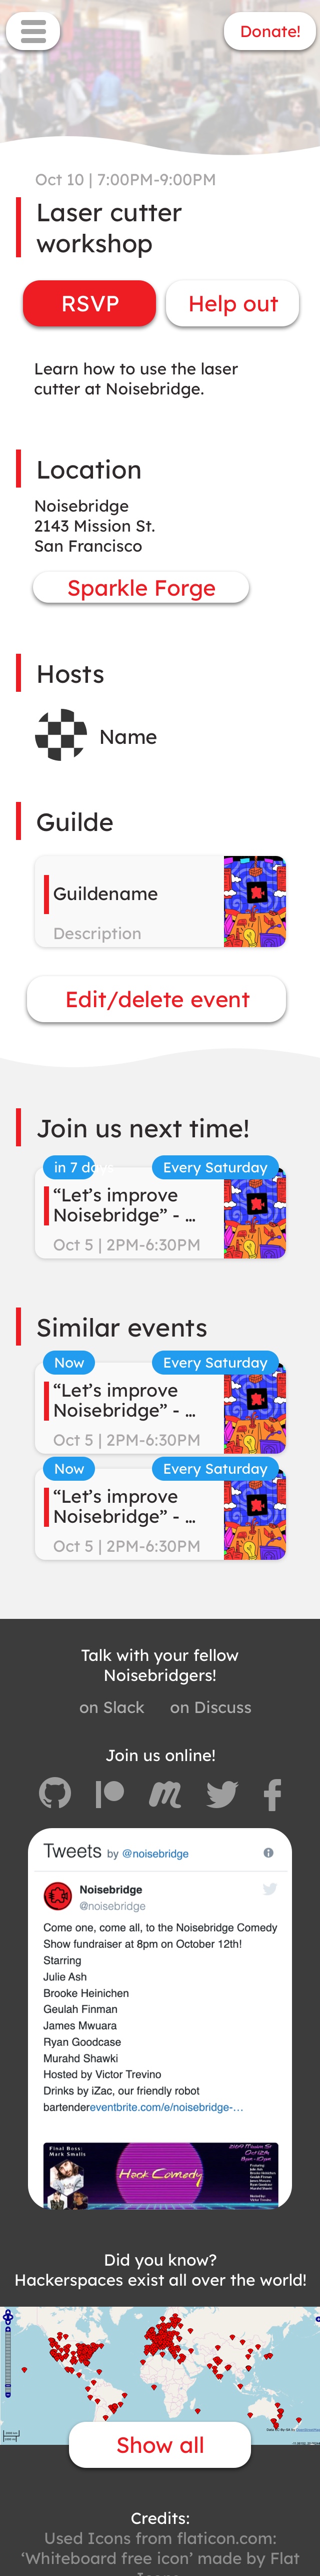 Donate!
Oct 10 | 7:00PM-9:00PM
Laser cutter
workshop
RSVP
Help out
Learn how to use the laser
cutter at Noisebridge.
Location
Noisebridge
2143 Mission St.
San Francisco
Sparkle Forge
Hosts
Name
Guilde
Guildename
Description
Edit/delete event
Join us next time!
in 7 days
Every Saturday
“Let’s improve
Noisebridge” - ...
Oct 5 | 2PM-6:30PM
Similar events
Now
Every Saturday
“Let’s improve
Noisebridge” - ...
Oct 5 | 2PM-6:30PM
Now
Every Saturday
“Let’s improve
Noisebridge” - ...
Oct 5 | 2PM-6:30PM
Talk with your fellow
Noisebridgers!
on Slack
on Discuss
Join us online!
Tweets by @noisebridge
Noisebridge
@noisebridge
Come one, come all, to the Noisebridge Comedy
Show fundraiser at 8pm on October 12th!
Starring
Julie Ash
Brooke Heinichen
Geulah Finman
James Mwuara
Ryan Goodcase
Murahd Shawki
Hosted by Victor Trevino
Drinks by iZac, our friendly robot
bartendereventbrite.com/e/noisebridge-…
Final Boss:
Mark Smalls
Hack Comedy
2169 Mission St
Oct 12th
8pm - 10pm
Did you know?
Hackerspaces exist all over the world!
Show all
Credits:
Used Icons from flaticon.com:
‘Whiteboard free icon’ made by Flat